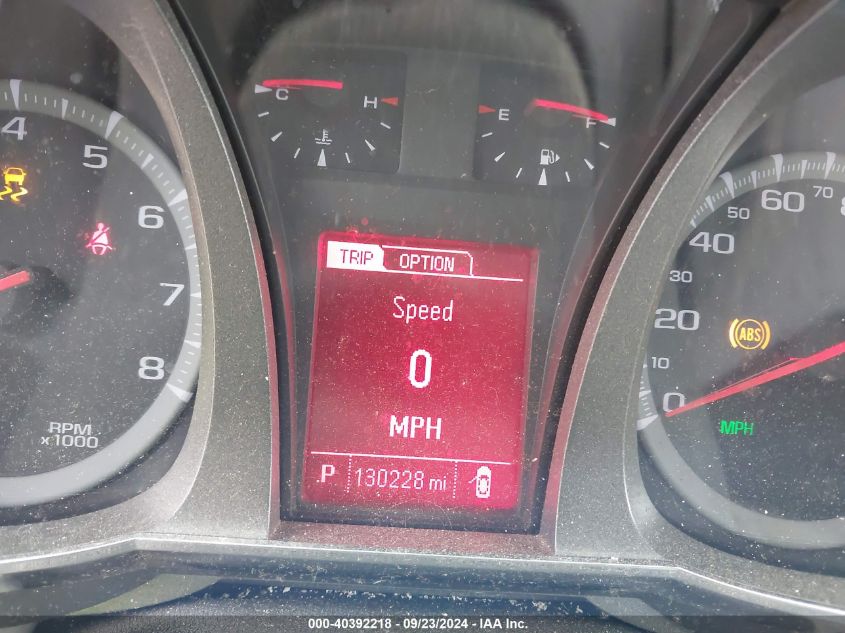 C H
E F
4
5
6
7
8
RPM
x1000
TRIP OPTION
Speed
0
MPH
.P 130228 mi
0
10
20
30
40
50
60
70
ABS
MPH
000-40392218 - 09/23/2024 - IAA Inc.